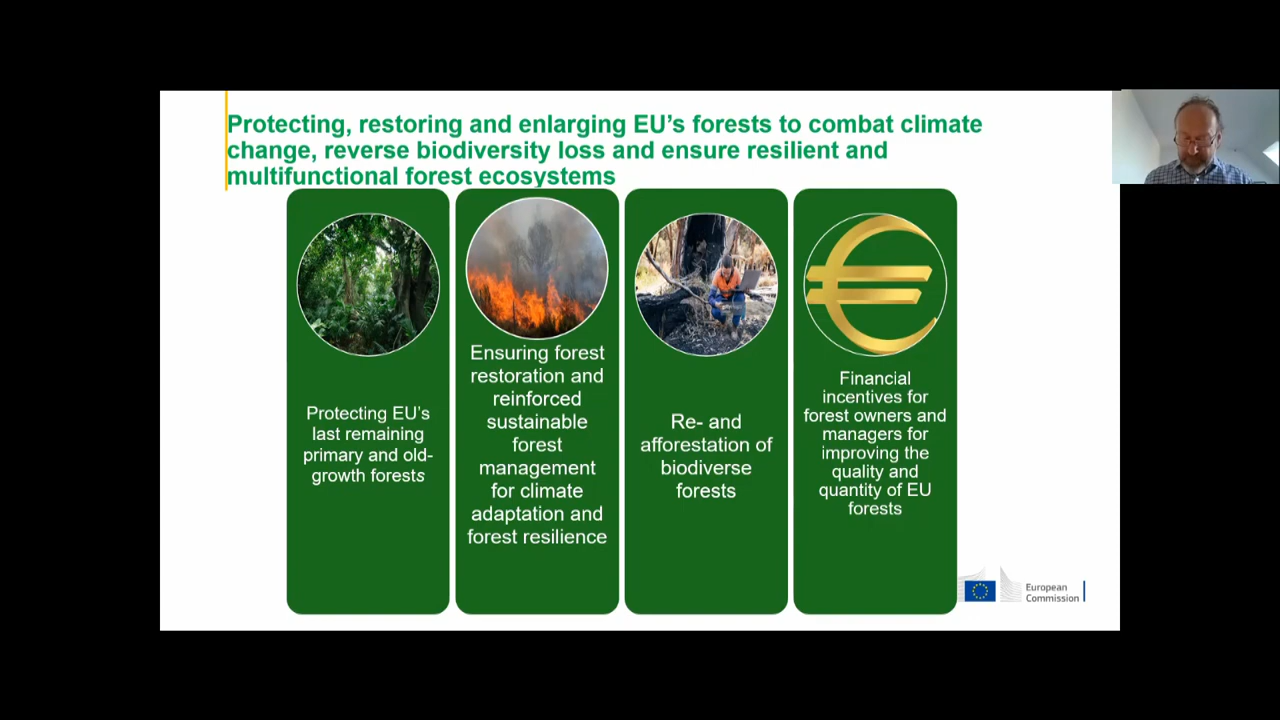 Protecting, restoring and enlarging EU’s forests to combat climate
change, reverse biodiversity loss and ensure resilient and
multifunctional forest ecosystems
Protecting EU’s
last remaining
primary and old-
growth forests
Ensuring forest
restoration and
reinforced
sustainable
forest
management
for climate
adaptation and
forest resilience
Re- and
afforestation of
biodiverse
forests
Financial
incentives for
forest owners and
managers for
improving the
quality and
quantity of EU
forests
European
Commission